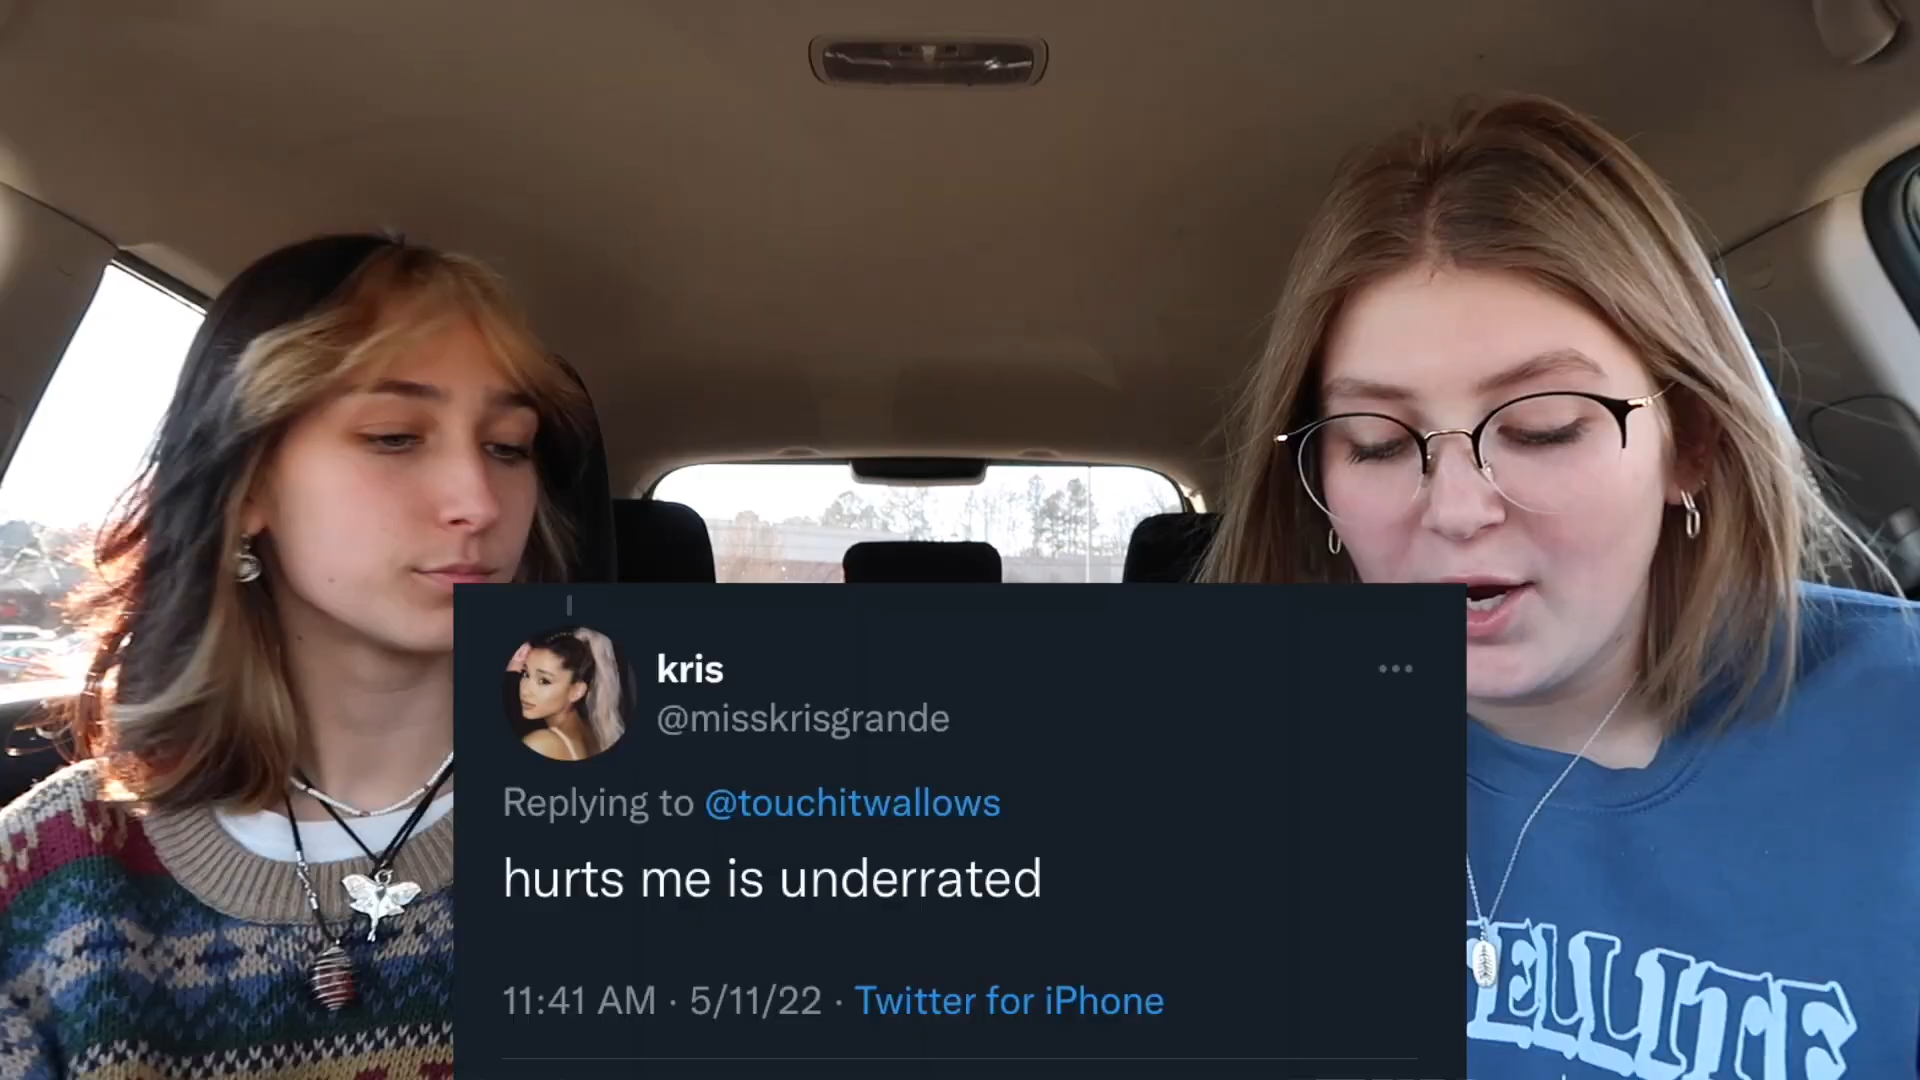 kris
@misskrisgrande
Replying to @touchitwallows
hurts me is underrated
11:41 AM · 5/11/22 · Twitter for iPhone
ELLITE